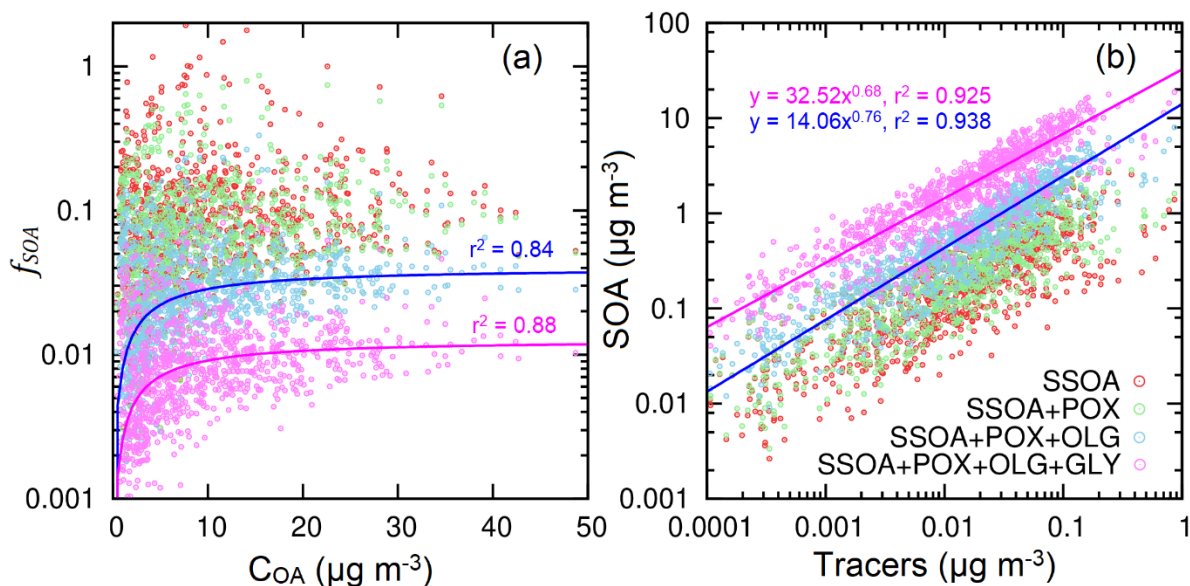 (a)
1
0.1
0.01
0.001
fSOA
r² = 0.84
r² = 0.88
0 10 20 30 40 50
COA (µg m⁻³)
(b)
100
10
1
0.1
0.01
0.001
SOA (µg m⁻³)
y = 32.52x^0.68, r² = 0.925
y = 14.06x^0.76, r² = 0.938
SSOA
SSOA+POX
SSOA+POX+OLG
SSOA+POX+OLG+GLY
0.0001 0.001 0.01 0.1 1
Tracers (µg m⁻³)